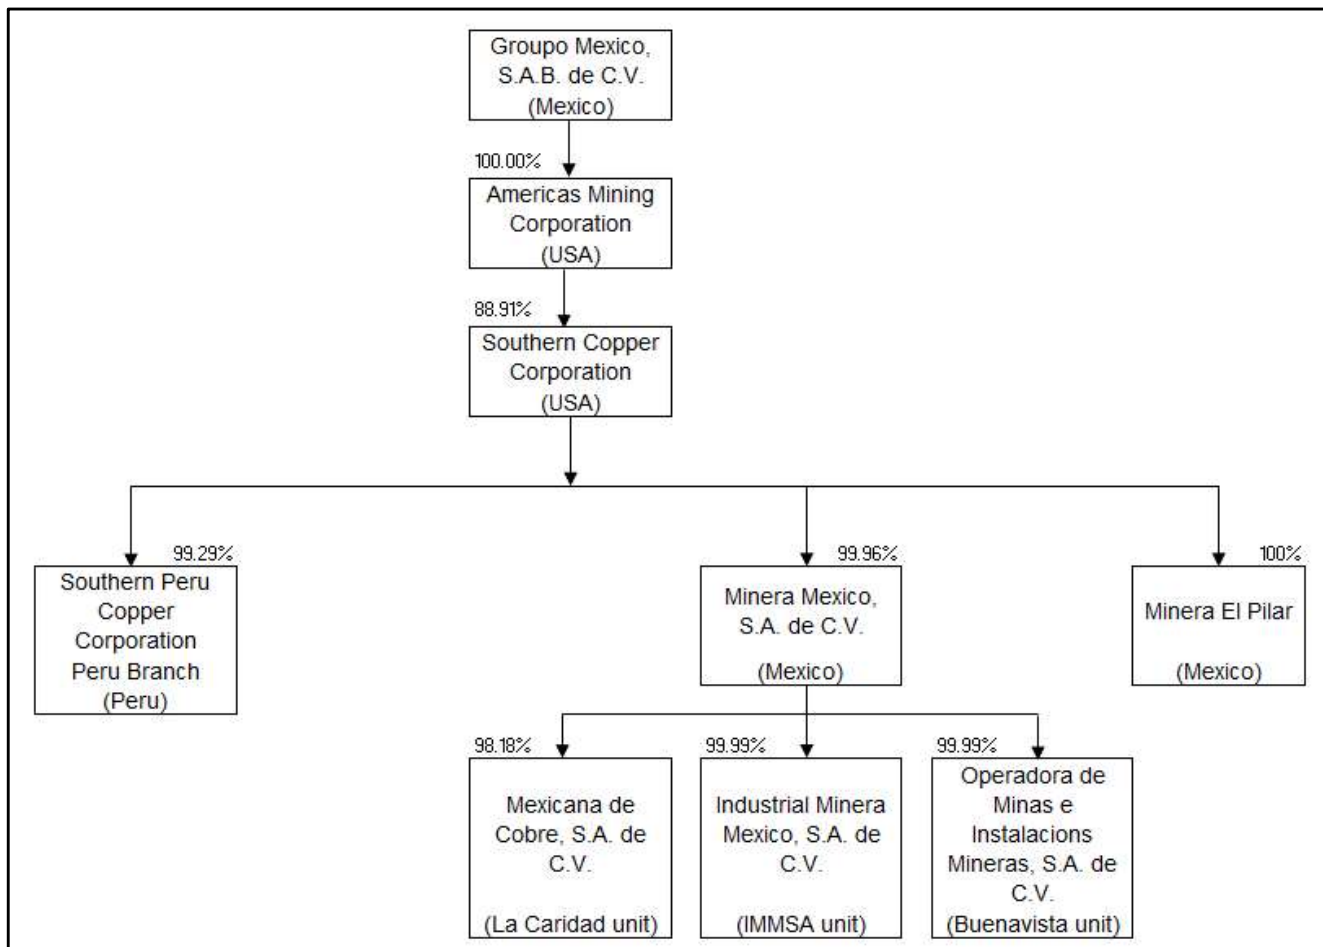 Groupo Mexico,
S.A.B. de C.V.
(Mexico)
100.00%
Americas Mining
Corporation
(USA)
88.91%
Southern Copper
Corporation
(USA)
99.29%
Southern Peru
Copper
Corporation
Peru Branch
(Peru)
99.96%
Minera Mexico,
S.A. de C.V.
(Mexico)
100%
Minera El Pilar
(Mexico)
98.18%
Mexicana de
Cobre, S.A. de
C.V.
(La Caridad unit)
99.99%
Industrial Minera
Mexico, S.A. de
C.V.
(IMMSA unit)
99.99%
Operadora de
Minas e
Instalacions
Mineras, S.A. de
C.V.
(Buenavista unit)